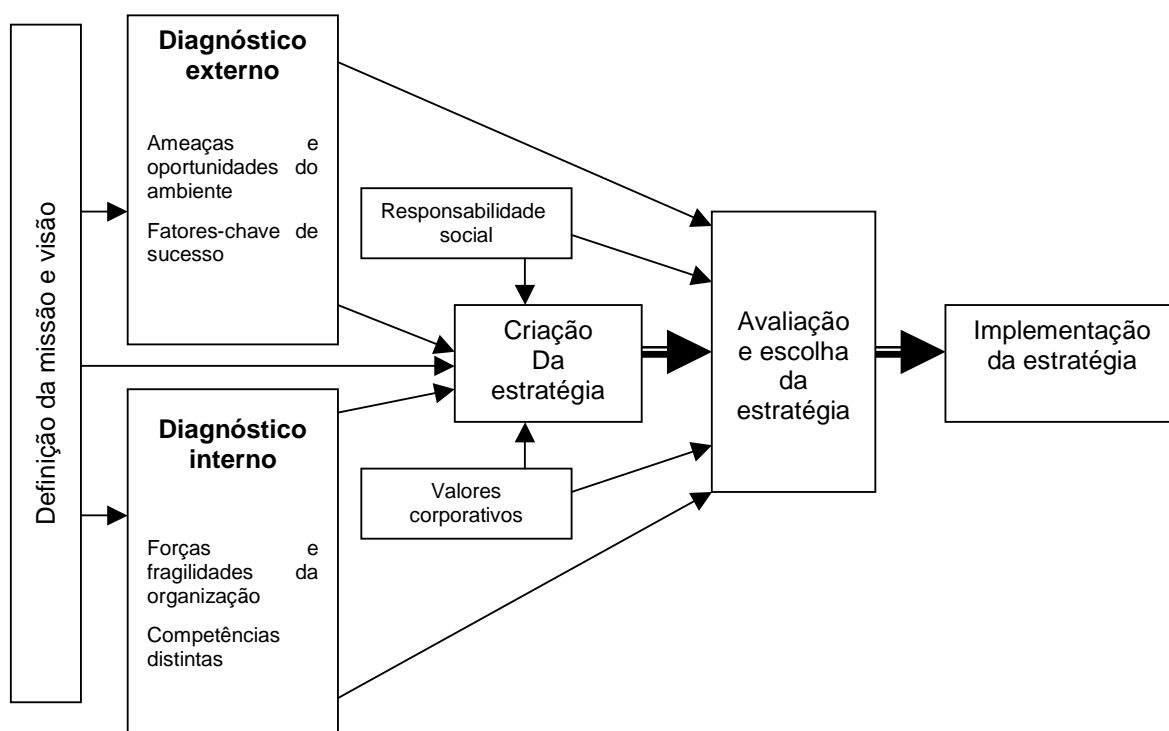 Definição da missão e visão
Diagnóstico
externo
Ameaças e
oportunidades do
ambiente
Fatores-chave de
sucesso
Diagnóstico
interno
Forças e
fragilidades da
organização
Competências
distintas
Responsabilidade
social
Criação
Da
estratégia
Valores
corporativos
Avaliação
e escolha
da
estratégia
Implementação
da estratégia